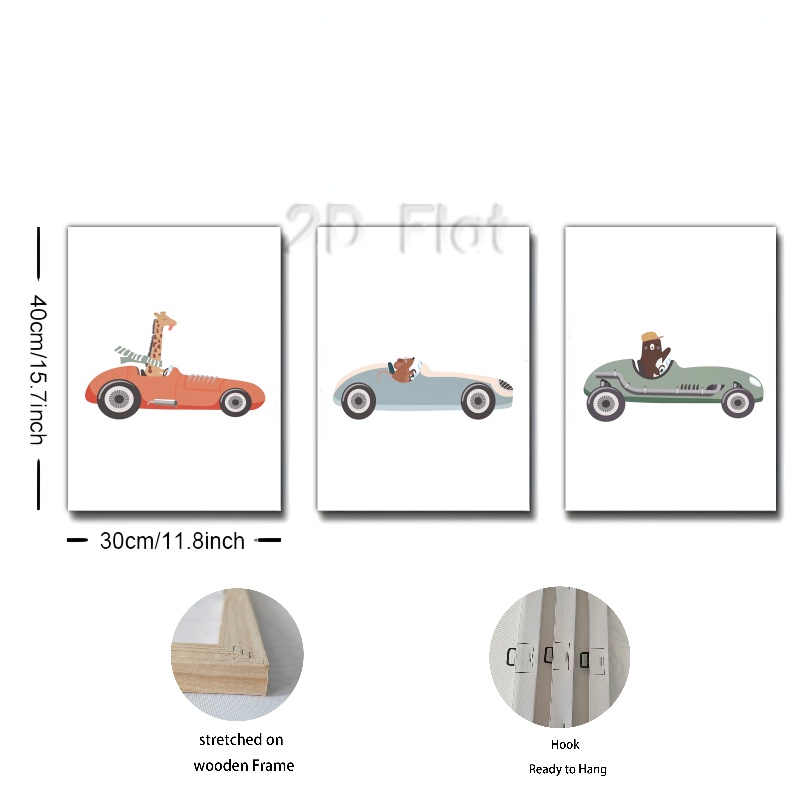 2D Flat
40cm/15.7inch
30cm/11.8inch
stretched on
wooden Frame
Hook
Ready to Hang